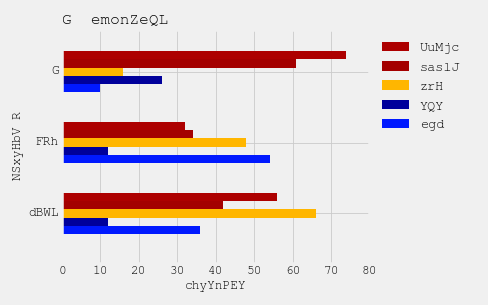 G  emonZeQL
UuMjc
saslJ
zrH
YQY
egd
NSxyHbV R
G
FRh
dBWL
0 10 20 30 40 50 60 70 80
chyYnPEY